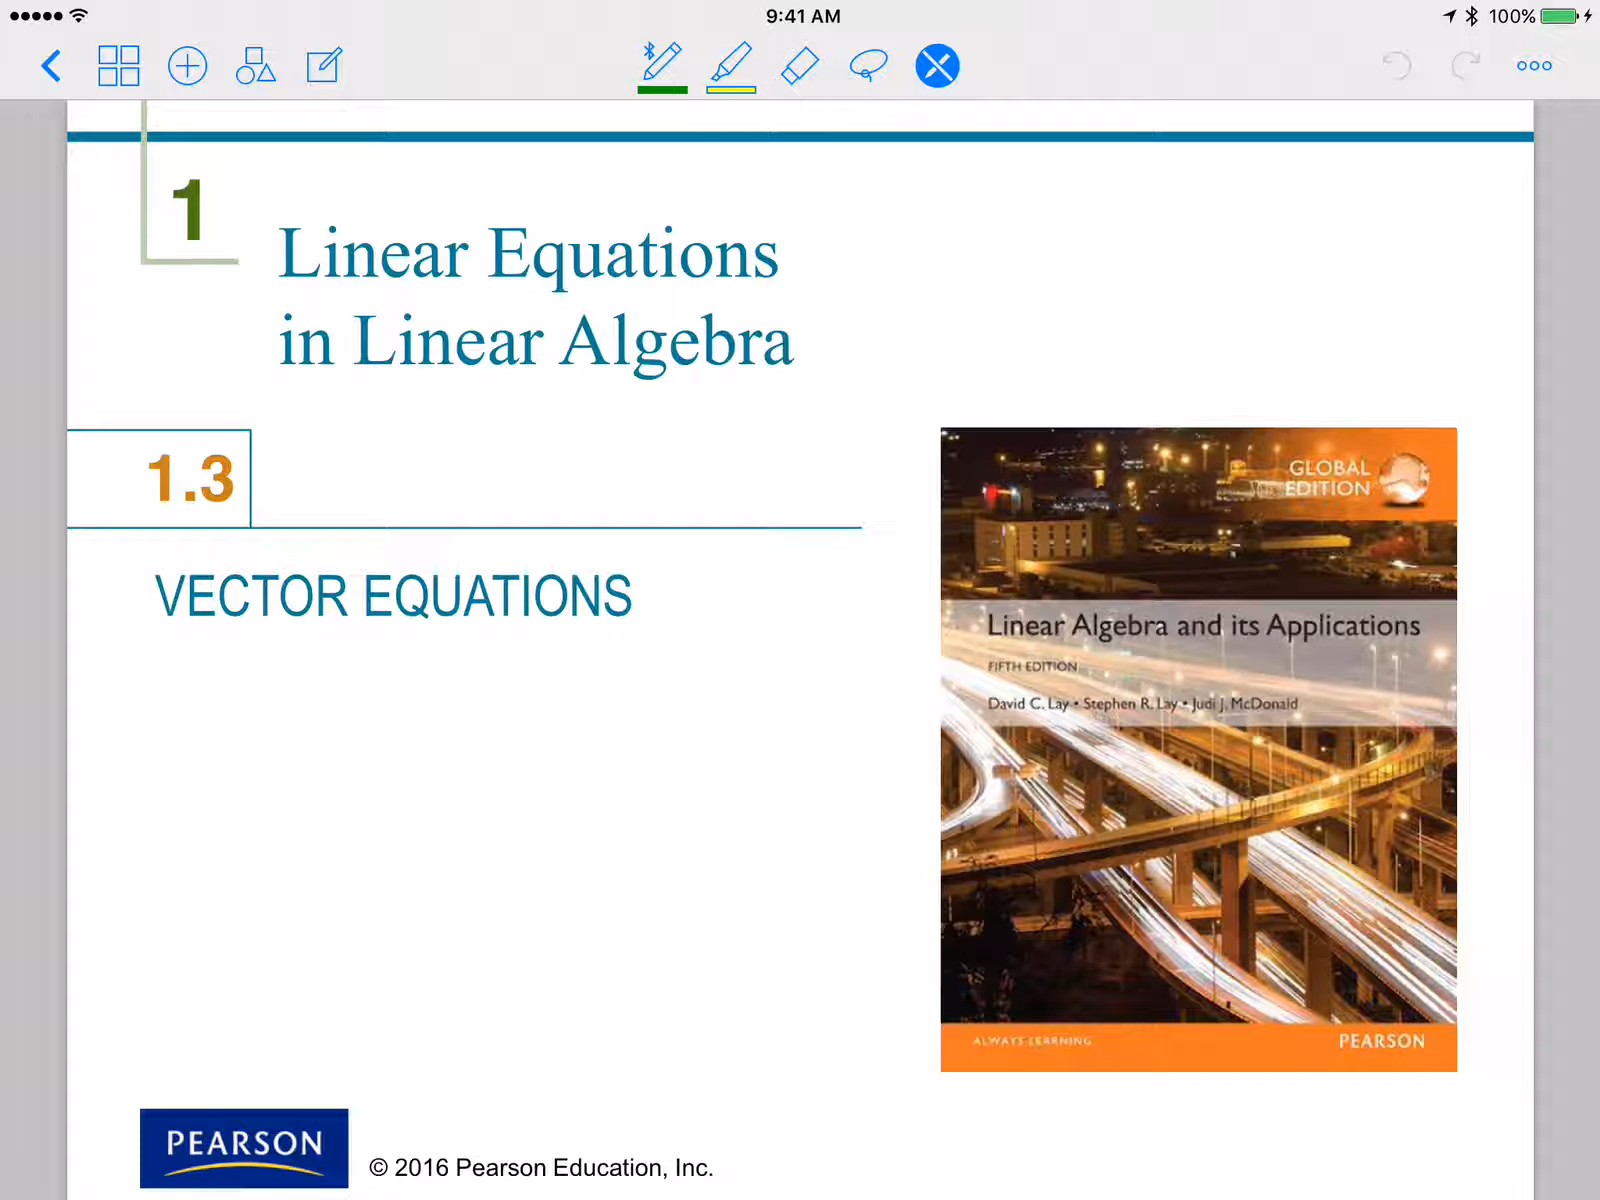 9:41 AM
100%
1
Linear Equations
in Linear Algebra
1.3
VECTOR EQUATIONS
GLOBAL
EDITION
Linear Algebra and its Applications
FIFTH EDITION
David C. Lay • Stephen R. Lay • Judi J. McDonald
ALWAYS LEARNING
PEARSON
PEARSON
© 2016 Pearson Education, Inc.